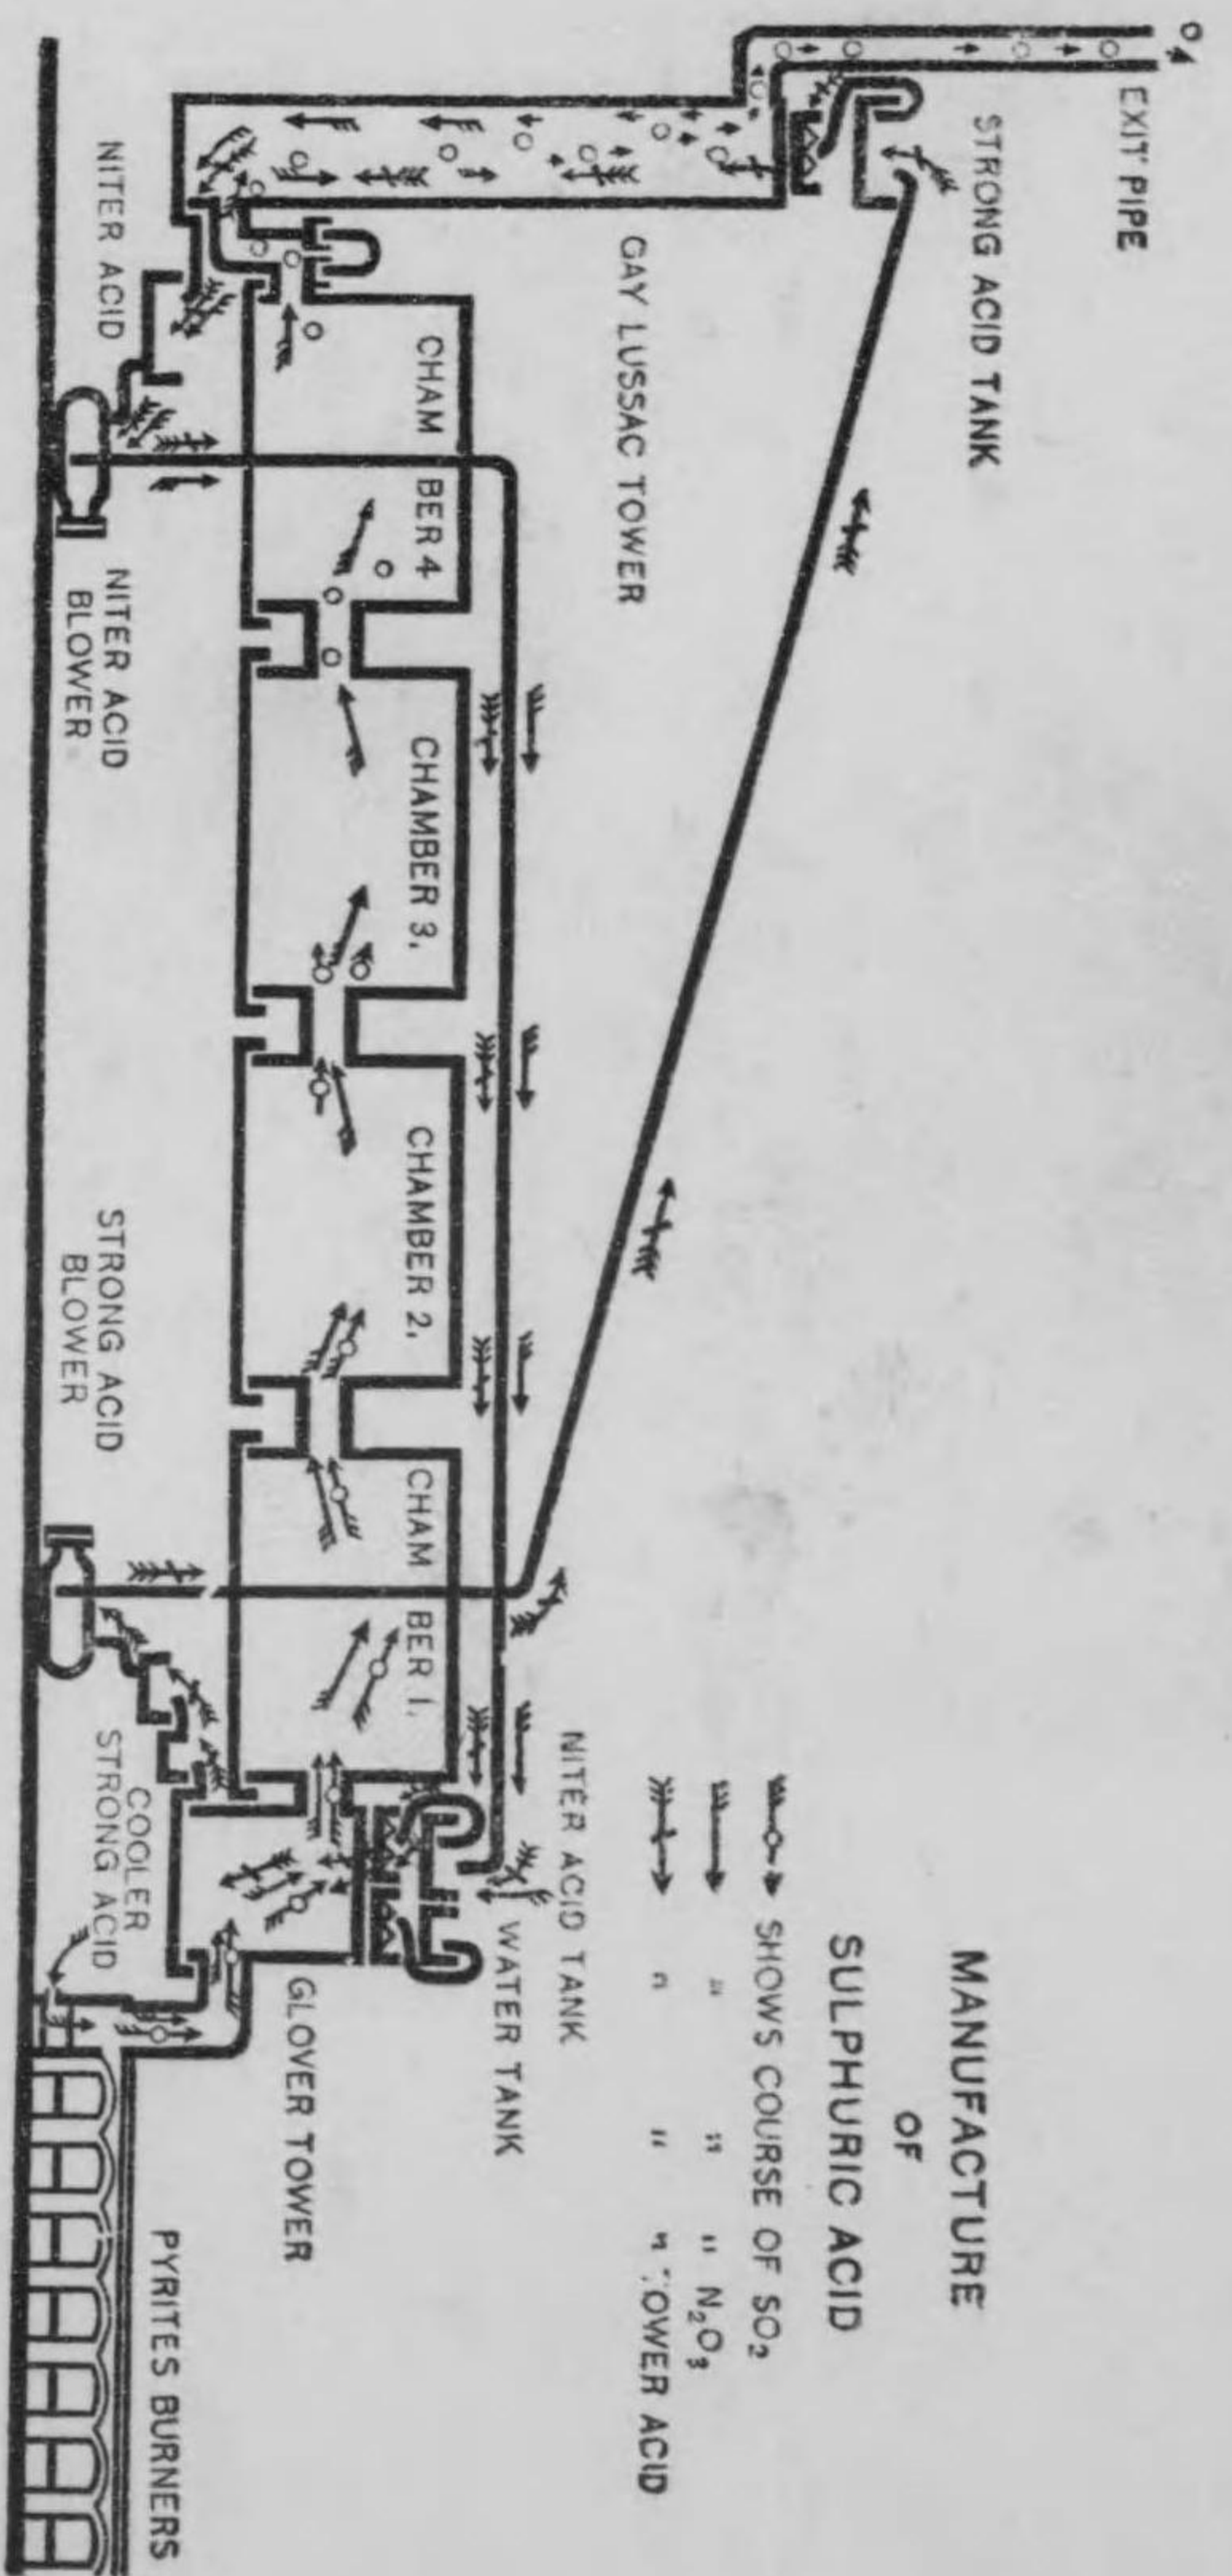 MANUFACTURE
OF
SULPHURIC ACID
SHOWS COURSE OF SO₂
" " " N₂O₃
" " " TOWER ACID
EXIT PIPE
STRONG ACID TANK
GAY LUSSAC TOWER
NITER ACID TANK
WATER TANK
CHAM BER 4
CHAMBER 3.
CHAMBER 2.
CHAM BER 1.
GLOVER TOWER
PYRITES BURNERS
NITER ACID
NITER ACID
BLOWER
STRONG ACID
BLOWER
COOLER
STRONG ACID